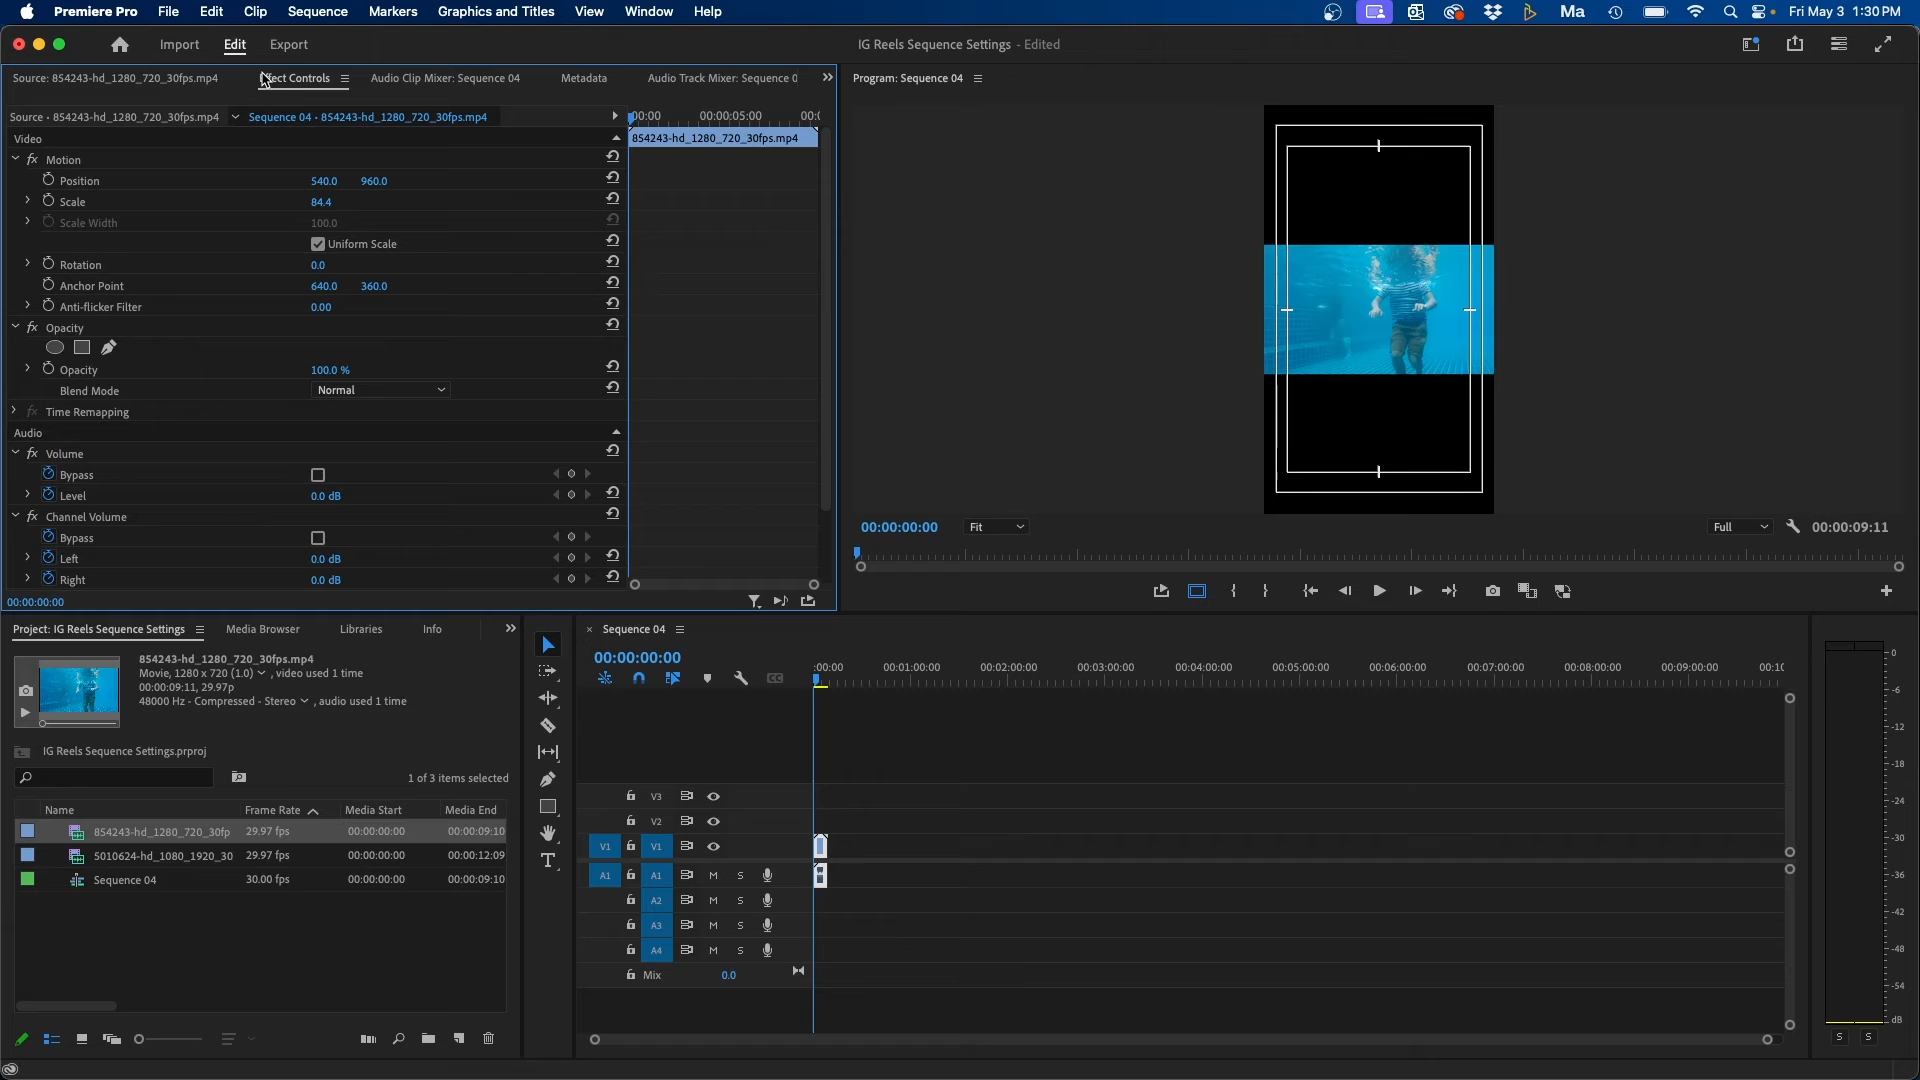 Premiere Pro File Edit Clip Sequence Markers Graphics and Titles View Window Help Ma Fri May 3 1:30 PM
Import Edit Export IG Reels Sequence Settings - Edited
Source: 854243-hd_1280_720_30fps.mp4 Effect Controls Audio Clip Mixer: Sequence 04 Metadata Audio Track Mixer: Sequence 0 Program: Sequence 04
Source • 854243-hd_1280_720_30fps.mp4 Sequence 04 • 854243-hd_1280_720_30fps.mp4 00:00 00:00:05:00 00:(
Video 854243-hd_1280_720_30fps.mp4
fx Motion
Position 540.0 960.0
Scale 84.4
Scale Width 100.0
Uniform Scale
Rotation 0.0
Anchor Point 640.0 360.0
Anti-flicker Filter 0.00
fx Opacity
Opacity 100.0 %
Blend Mode Normal
fx Time Remapping
Audio
fx Volume
Bypass
Level 0.0 dB
fx Channel Volume
Bypass
Left 0.0 dB
Right 0.0 dB
00:00:00:00
00:00:00:00 Fit Full 00:00:09:11
Project: IG Reels Sequence Settings Media Browser Libraries Info
854243-hd_1280_720_30fps.mp4
Movie, 1280 x 720 (1.0) , video used 1 time
00:00:09:11, 29.97p
48000 Hz - Compressed - Stereo , audio used 1 time
IG Reels Sequence Settings.prproj
1 of 3 items selected
Name Frame Rate Media Start Media End
854243-hd_1280_720_30fp 29.97 fps 00:00:00:00 00:00:09:10
5010624-hd_1080_1920_30 29.97 fps 00:00:00:00 00:00:12:09
Sequence 04 30.00 fps 00:00:00:00 00:00:09:10
× Sequence 04
00:00:00:00
:00:00 00:01:00:00 00:02:00:00 00:03:00:00 00:04:00:00 00:05:00:00 00:06:00:00 00:07:00:00 00:08:00:00 00:09:00:00 00:10
CC
V3
V2
V1 V1
A1 A1 M S
A2 M S
A3 M S
A4 M S
Mix 0.0
T
0
-6
-12
-18
-24
-30
-36
-42
-48
-54
dB
S S